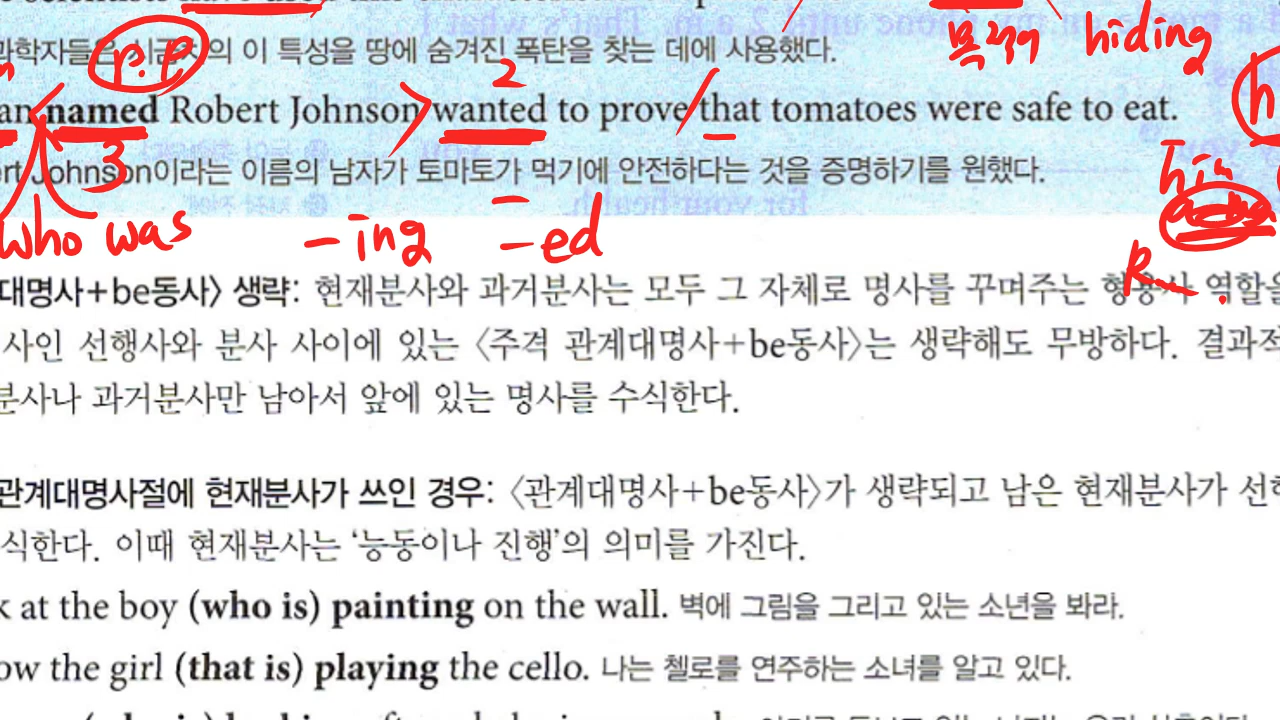 과학자들은 의 이 특성을 땅에 숨겨진 폭탄을 찾는 데에 사용했다.
p.p
hiding
2
an named Robert Johnson wanted to prove that tomatoes were safe to eat.
3
ert Johnson이라는 이름의 남자가 토마토가 먹기에 안전하다는 것을 증명하기를 원했다.
who was -ing -ed
대명사+be동사〉 생략: 현재분사와 과거분사는 모두 그 자체로 명사를 꾸며주는 형용사 역할을
사인 선행사와 분사 사이에 있는 〈주격 관계대명사+be동사〉는 생략해도 무방하다. 결과적
분사나 과거분사만 남아서 앞에 있는 명사를 수식한다.
관계대명사절에 현재분사가 쓰인 경우: 〈관계대명사+be동사〉가 생략되고 남은 현재분사가 선행
식한다. 이때 현재분사는 ‘능동이나 진행’의 의미를 가진다.
k at the boy (who is) painting on the wall. 벽에 그림을 그리고 있는 소년을 봐라.
ow the girl (that is) playing the cello. 나는 첼로를 연주하는 소녀를 알고 있다.